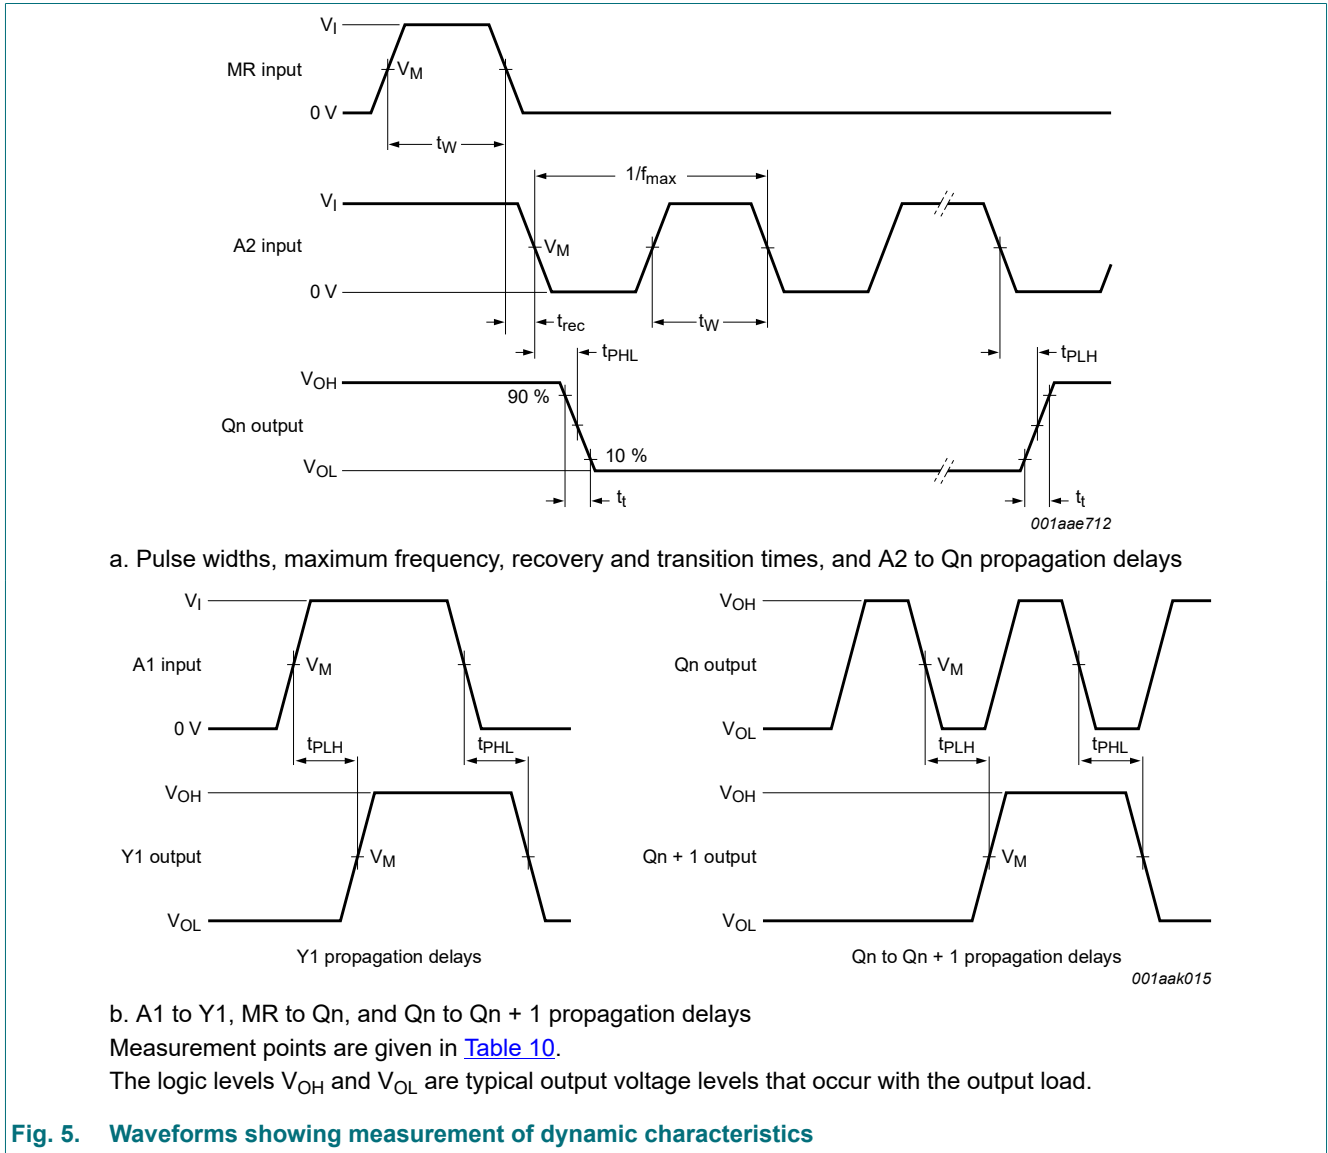 VI
MR input
VM
0 V
tW
1/fmax
VI
A2 input
VM
0 V
trec
tW
tPHL
tPLH
VOH
90 %
Qn output
10 %
VOL
tt
tt
001aae712
a. Pulse widths, maximum frequency, recovery and transition times, and A2 to Qn propagation delays
VI
A1 input
VM
0 V
tPLH
tPHL
VOH
Y1 output
VM
VOL
Y1 propagation delays
VOH
Qn output
VM
VOL
tPLH
tPHL
VOH
Qn + 1 output
VM
VOL
Qn to Qn + 1 propagation delays
001aak015
b. A1 to Y1, MR to Qn, and Qn to Qn + 1 propagation delays
Measurement points are given in Table 10.
The logic levels VOH and VOL are typical output voltage levels that occur with the output load.
Fig. 5. Waveforms showing measurement of dynamic characteristics